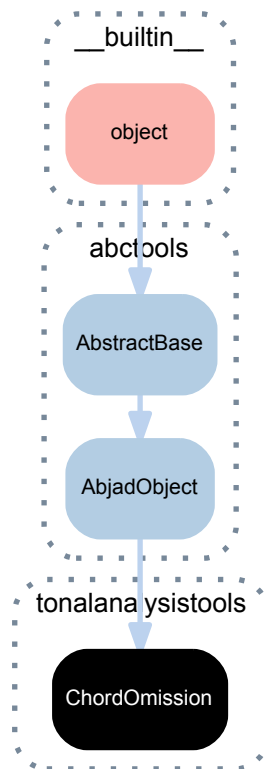 __builtin__
object
abctools
AbstractBase
AbjadObject
tonalanalysistools
ChordOmission